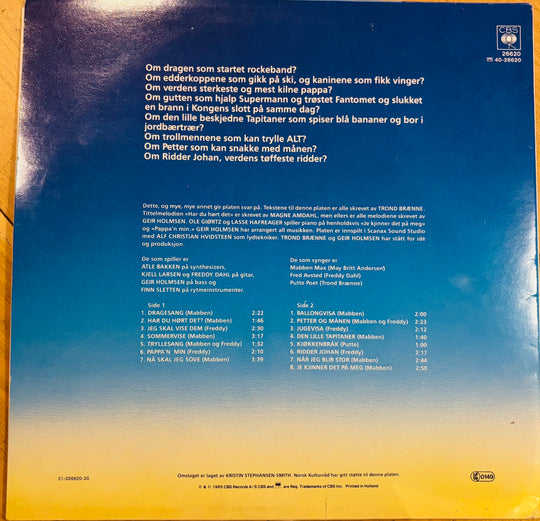 CBS
26620
40-26620
Om dragen som startet rockeband?
Om edderkoppene som gikk på ski, og kaninene som fikk vinger?
Om verdens sterkeste og mest kilne pappa?
Om gutten som hjalp Supermann og trøstet Fantomet og slukket
en brann i Kongens slott på samme dag?
Om den lille beskjedne Tapitaner som spiser blå bananer og bor i
jordbærtrær?
Om trollmennene som kan trylle ALT?
Om Petter som kan snakke med månen?
Om Ridder Johan, verdens tøffeste ridder?
Dette, og mye, mye annet gir platen svar på. Tekstene til denne platen er alle skrevet av TROND BRÆNNE.
Tittelmelodien «Har du hørt det» er skrevet av MAGNE AMDAHL, men ellers er alle melodiene skrevet av
GEIR HOLMSEN. OLE GIØRTZ og LASSE HAFREAGER spiller piano på henholdsvis «Je kjinner det på meg»
og «Pappa'n min.» GEIR HOLMSEN har arrangert all musikken. Platen er innspilt i Scanax Sound Studio
med ALF CHRISTIAN HVIDSTEEN som lydtekniker. TROND BRÆNNE og GEIR HOLMSEN har stått for idé
og produksjon.
De som spiller er
ATLE BAKKEN på synthesizers,
KJELL LARSEN og FREDDY DAHL på gitar,
GEIR HOLMSEN på bass og
FINN SLETTEN på rytmeinstrumenter.
De som synger er
Mabben Max (May Britt Andersen)
Fred Avsted (Freddy Dahl)
Putte Poet (Trond Brænne)
Side 1
1. DRAGESANG (Mabben) 2:22
2. HAR DU HØRT DET? (Mabben) 1:46
3. JEG SKAL VISE DEM (Freddy) 2:30
4. SOMMERVISE (Mabben) 3:17
5. TRYLLESANG (Mabben og Freddy) 1:32
6. PAPPA'N MIN (Freddy) 2:10
7. NÅ SKAL JEG SOVE (Mabben) 3:39
Side 2
1. BALLONGVISA (Mabben) 2:00
2. PETTER OG MÅNEN (Mabben og Freddy) 2:23
3. JUGEVISA (Freddy) 2:12
4. DEN LILLE TAPITANER (Mabben) 1:40
5. KJØKKENBRÅK (Putte) 1:00
6. RIDDER JOHAN (Freddy) 2:17
7. NÅR JEG BLIR STOR (Mabben) 2:44
8. JE KJINNER DET PÅ MEG (Mabben) 2:50
Omslaget er laget av KRISTIN STEPHANSEN-SMITH. Norsk Kulturråd har gitt støtte til denne platen.
21-026620-20
℗ & © 1985 CBS Records A/S CBS and are Reg. Trademarks of CBS Inc. Printed in Holland
0149